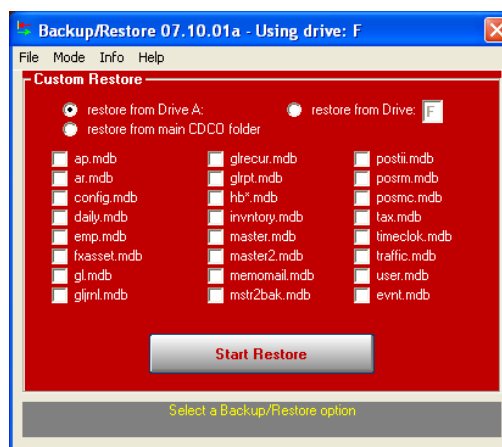 Backup/Restore 07.10.01a - Using drive: F
File Mode Info Help
Custom Restore
restore from Drive A: restore from Drive: F
restore from main CDCO folder
ap.mdb glrecur.mdb postii.mdb
ar.mdb glrpt.mdb posrm.mdb
config.mdb hb*.mdb posmc.mdb
daily.mdb invntory.mdb tax.mdb
emp.mdb master.mdb timeclok.mdb
fxasset.mdb master2.mdb traffic.mdb
gl.mdb memomail.mdb user.mdb
gljrnl.mdb mstr2bak.mdb evnt.mdb
Start Restore
Select a Backup/Restore option